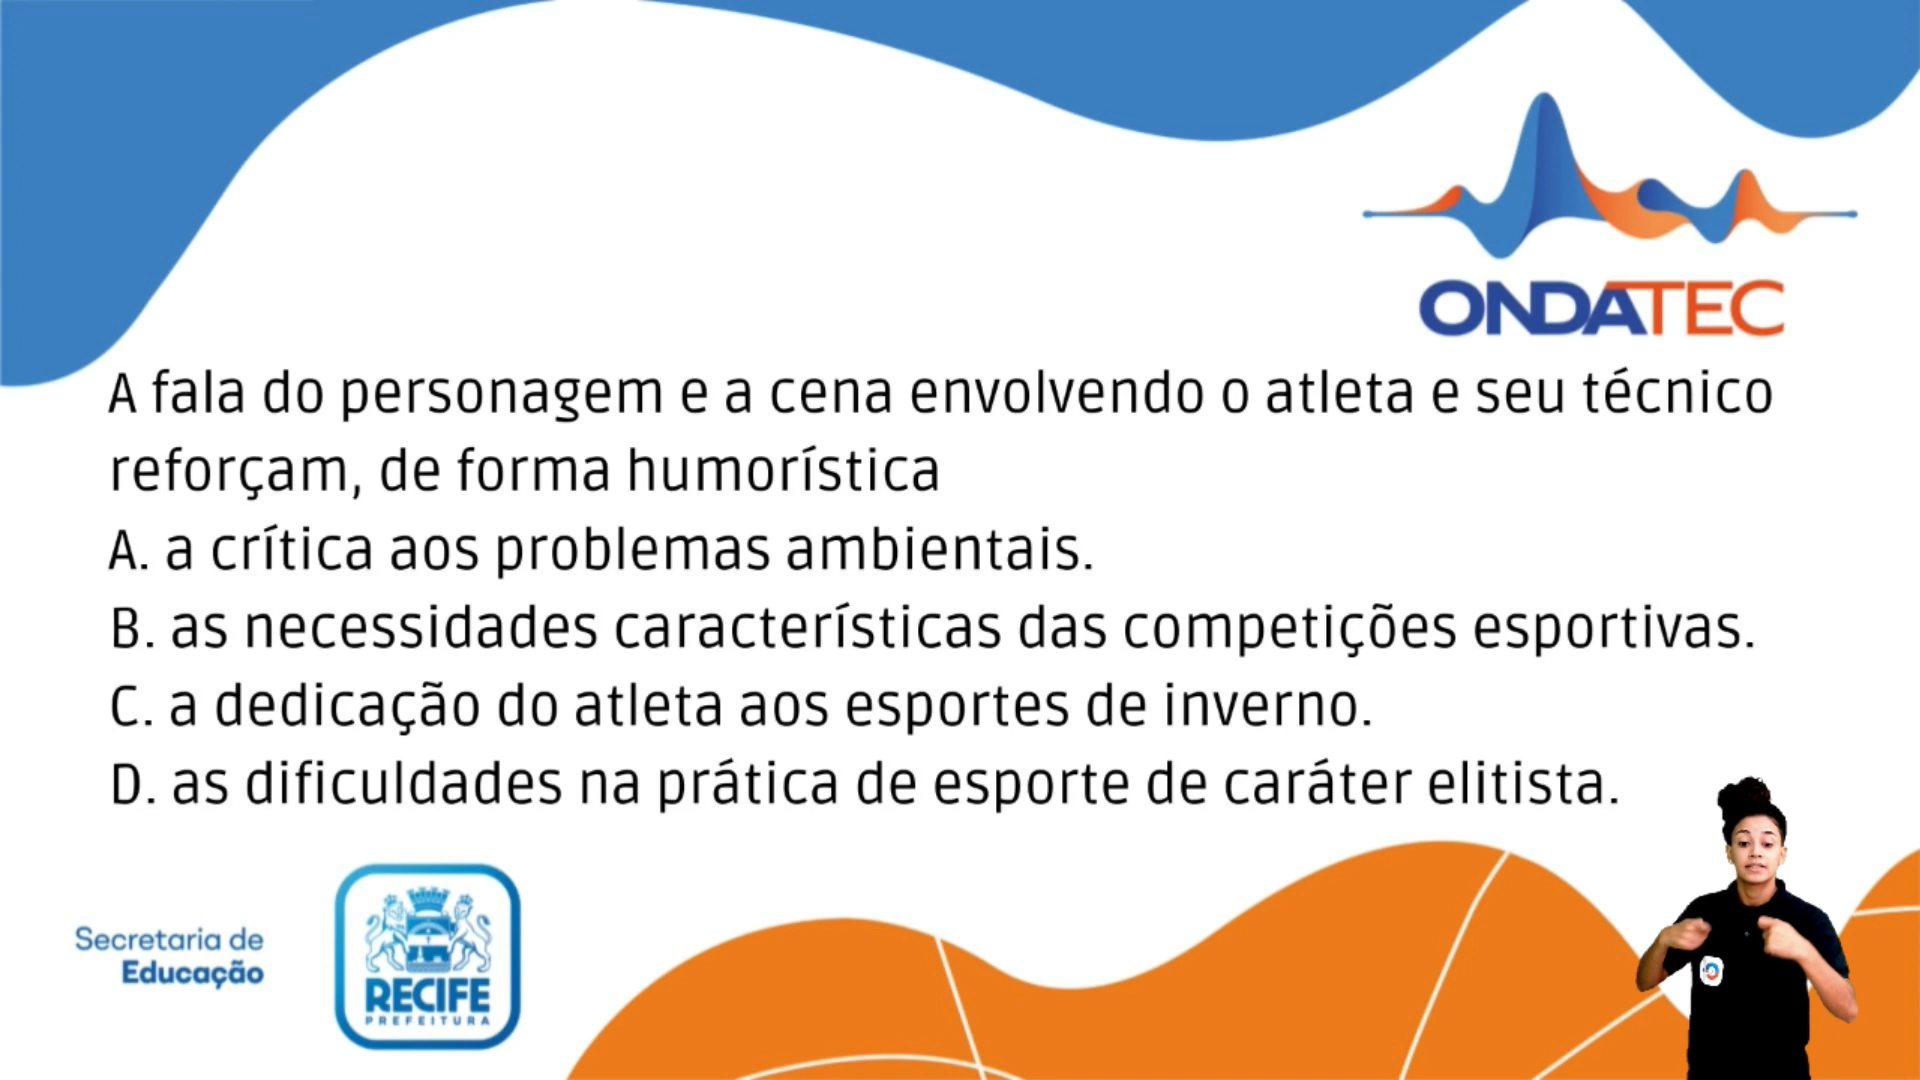 ONDATEC
A fala do personagem e a cena envolvendo o atleta e seu técnico
reforçam, de forma humorística
A. a crítica aos problemas ambientais.
B. as necessidades características das competições esportivas.
C. a dedicação do atleta aos esportes de inverno.
D. as dificuldades na prática de esporte de caráter elitista.
Secretaria de
Educação
RECIFE
PREFEITURA